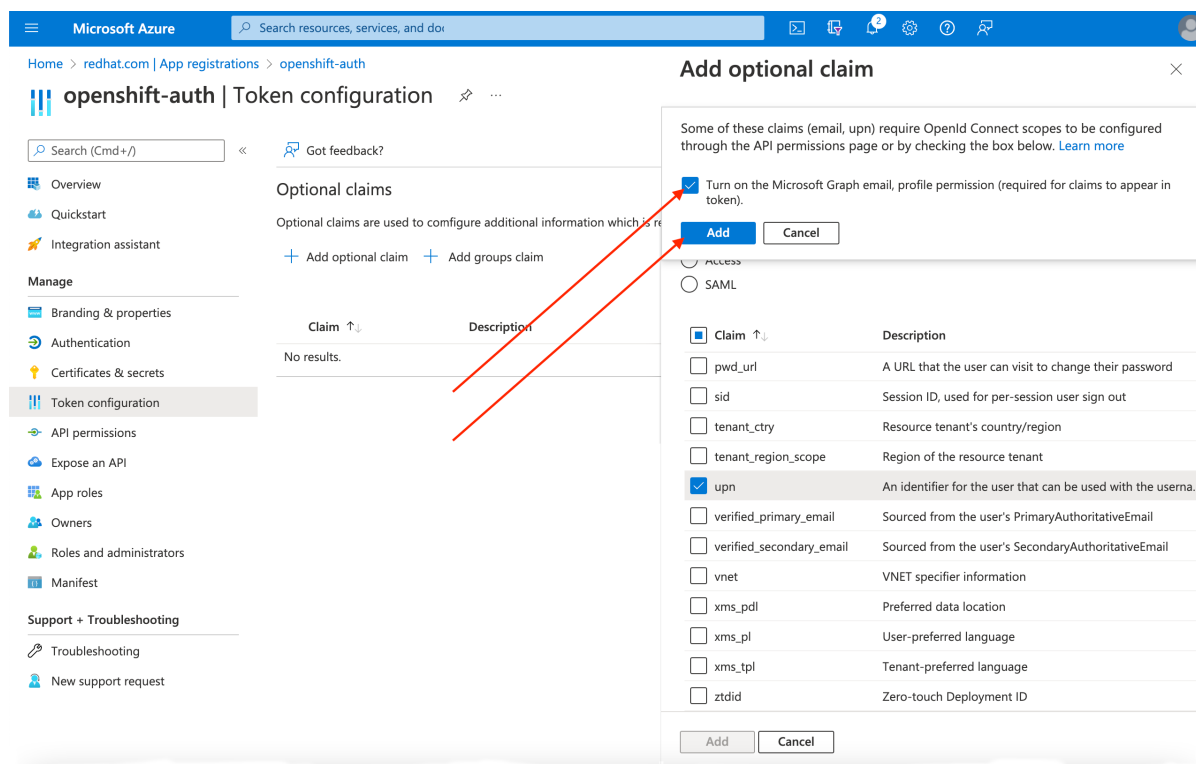 Microsoft Azure
Search resources, services, and doc
2
Home > redhat.com | App registrations > openshift-auth
openshift-auth | Token configuration
Search (Cmd+/)
Overview
Quickstart
Integration assistant
Manage
Branding & properties
Authentication
Certificates & secrets
Token configuration
API permissions
Expose an API
App roles
Owners
Roles and administrators
Manifest
Support + Troubleshooting
Troubleshooting
New support request
Got feedback?
Optional claims
Optional claims are used to configure additional information which is re
Add optional claim
Add groups claim
Claim ↑↓ Description
No results.
Add optional claim
Some of these claims (email, upn) require OpenId Connect scopes to be configured
through the API permissions page or by checking the box below. Learn more
Turn on the Microsoft Graph email, profile permission (required for claims to appear in
token).
Add Cancel
Access
SAML
Claim ↑↓ Description
pwd_url A URL that the user can visit to change their password
sid Session ID, used for per-session user sign out
tenant_ctry Resource tenant's country/region
tenant_region_scope Region of the resource tenant
upn An identifier for the user that can be used with the userna...
verified_primary_email Sourced from the user's PrimaryAuthoritativeEmail
verified_secondary_email Sourced from the user's SecondaryAuthoritativeEmail
vnet VNET specifier information
xms_pdl Preferred data location
xms_pl User-preferred language
xms_tpl Tenant-preferred language
ztdid Zero-touch Deployment ID
Add Cancel